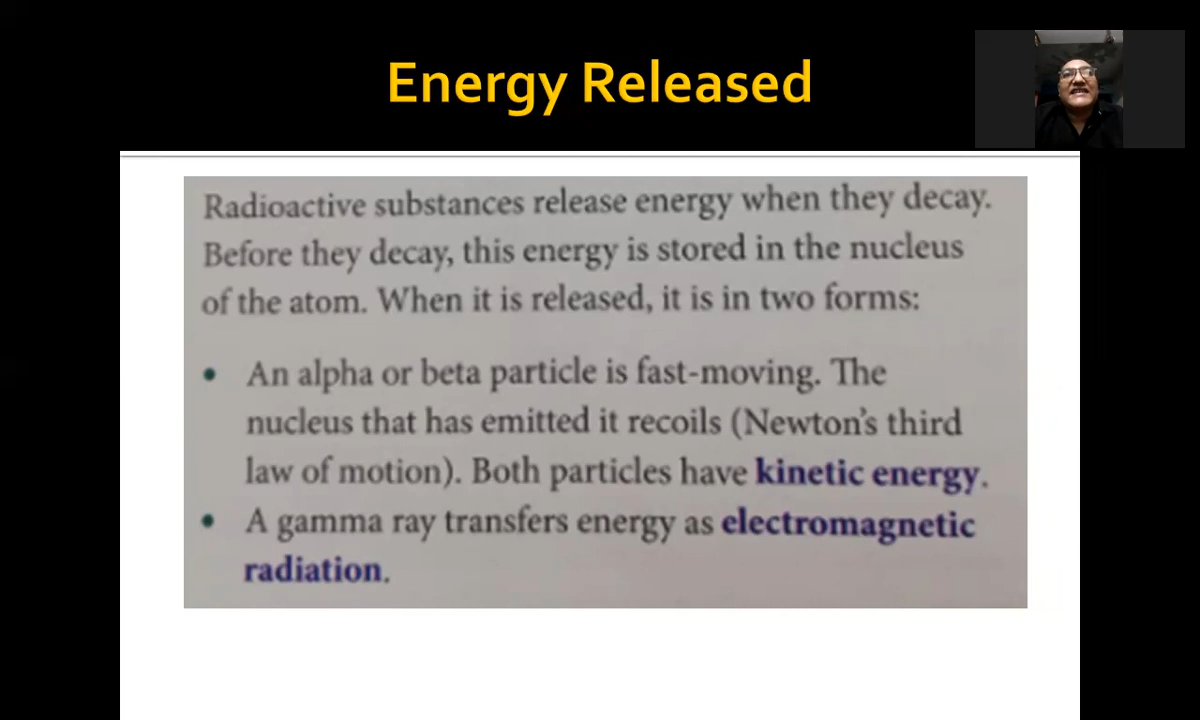 Energy Released
Radioactive substances release energy when they decay.
Before they decay, this energy is stored in the nucleus
of the atom. When it is released, it is in two forms:
• An alpha or beta particle is fast-moving. The
nucleus that has emitted it recoils (Newton's third
law of motion). Both particles have kinetic energy.
• A gamma ray transfers energy as electromagnetic
radiation.